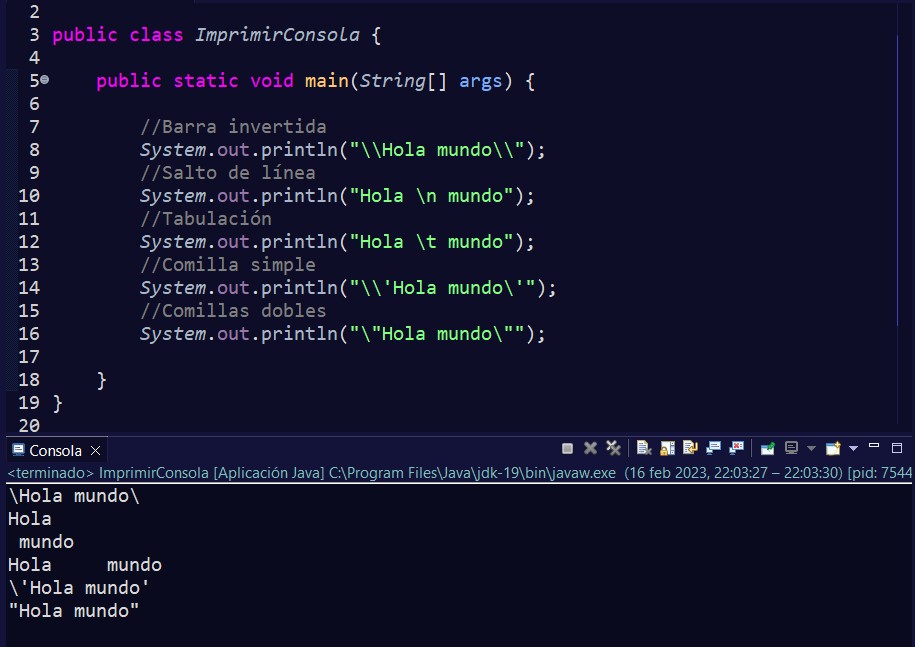 2
3 public class ImprimirConsola {
4
5 public static void main(String[] args) {
6
7 //Barra invertida
8 System.out.println("\\Hola mundo\\");
9 //Salto de línea
10 System.out.println("Hola \n mundo");
11 //Tabulación
12 System.out.println("Hola \t mundo");
13 //Comilla simple
14 System.out.println("\\'Hola mundo\'");
15 //Comillas dobles
16 System.out.println("\"Hola mundo\"");
17
18 }
19 }
20
Consola
<terminado> ImprimirConsola [Aplicación Java] C:\Program Files\Java\jdk-19\bin\javaw.exe (16 feb 2023, 22:03:27 – 22:03:30) [pid: 7544
\Hola mundo\
Hola
 mundo
Hola 	 mundo
\'Hola mundo'
"Hola mundo"